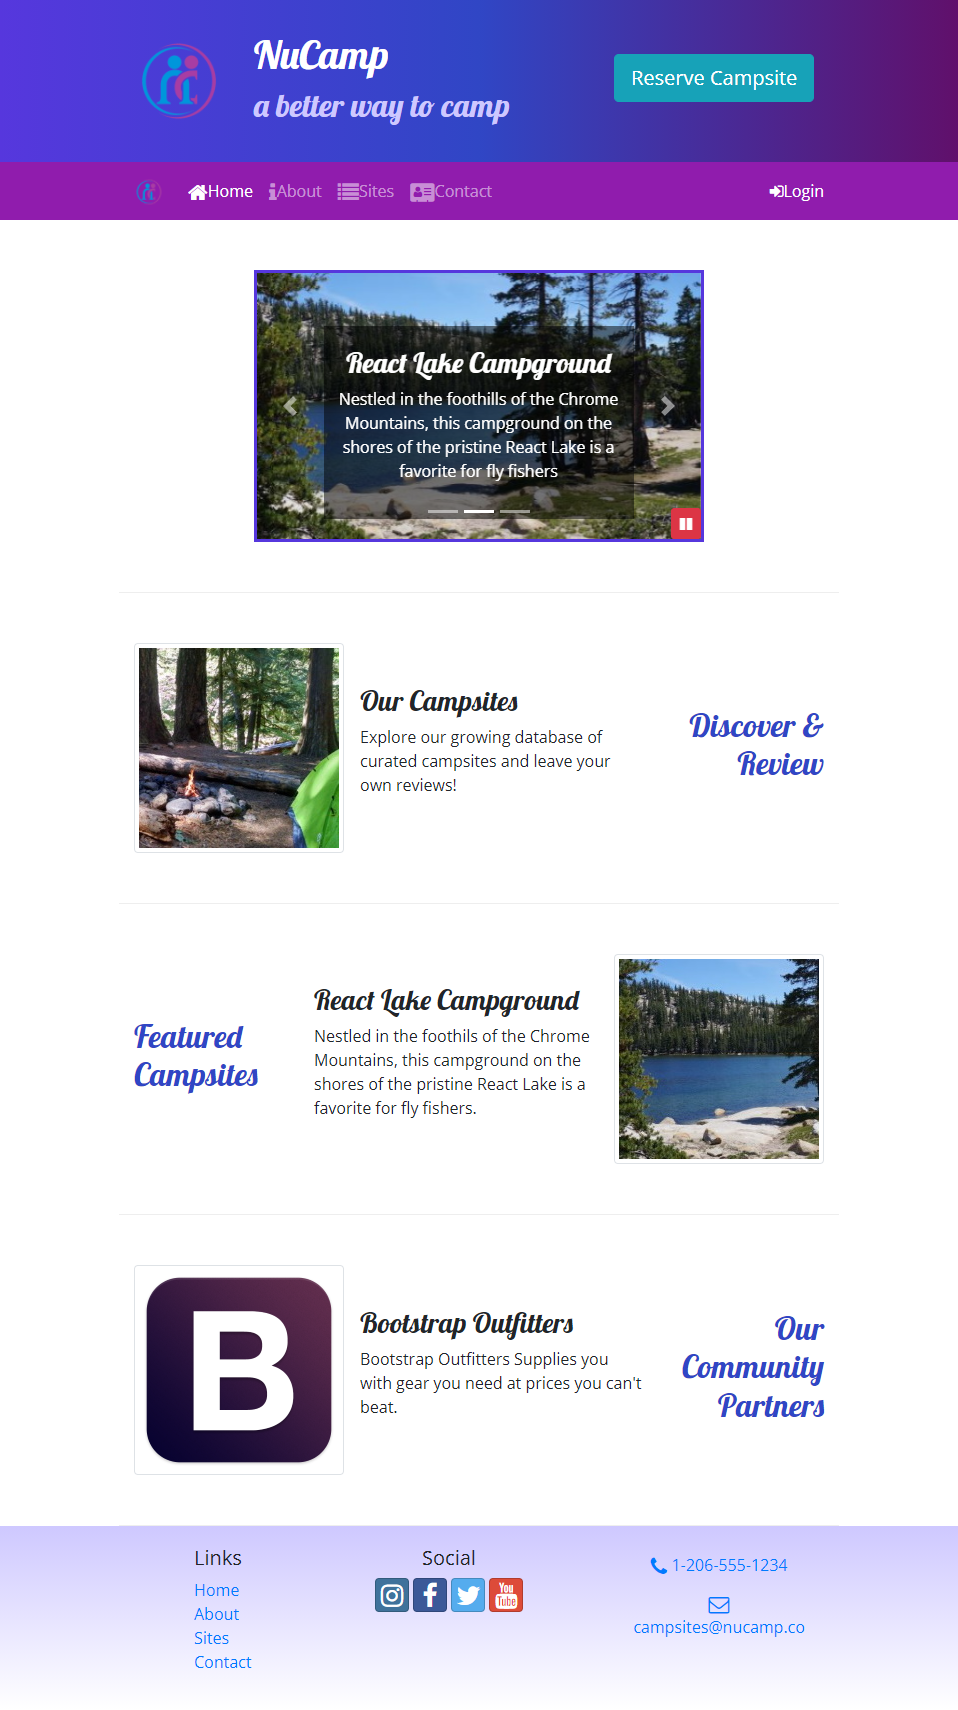 NuCamp
a better way to camp
Reserve Campsite
Home About Sites Contact Login
React Lake Campground
Nestled in the foothills of the Chrome
Mountains, this campground on the
shores of the pristine React Lake is a
favorite for fly fishers
Our Campsites
Explore our growing database of
curated campsites and leave your
own reviews!
Discover &
Review
Featured
Campsites
React Lake Campground
Nestled in the foothils of the Chrome
Mountains, this campground on the
shores of the pristine React Lake is a
favorite for fly fishers.
B
Bootstrap Outfitters
Bootstrap Outfitters Supplies you
with gear you need at prices you can't
beat.
Our
Community
Partners
Links
Home
About
Sites
Contact
Social
f
You
Tube
1-206-555-1234
campsites@nucamp.co